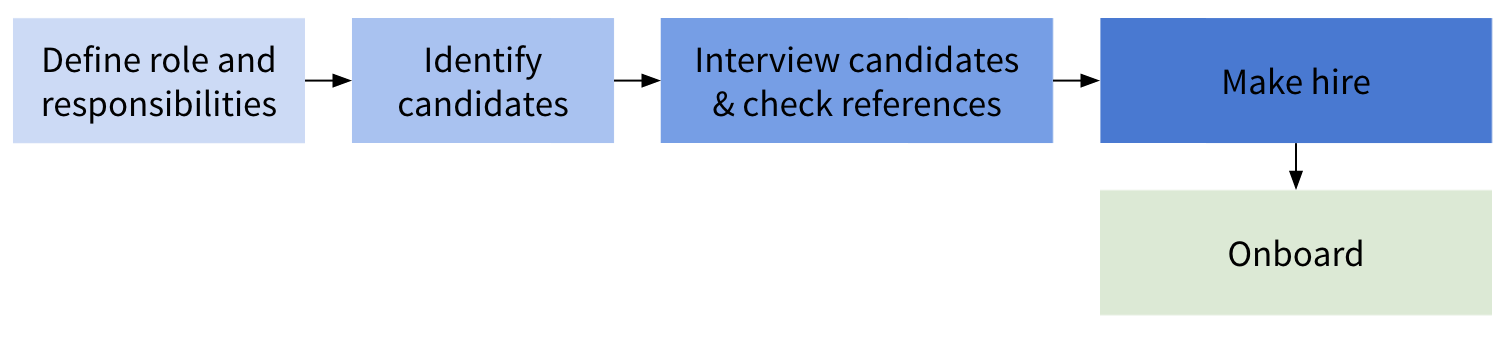 Define role and
responsibilities
Identify
candidates
Interview candidates
& check references
Make hire
Onboard